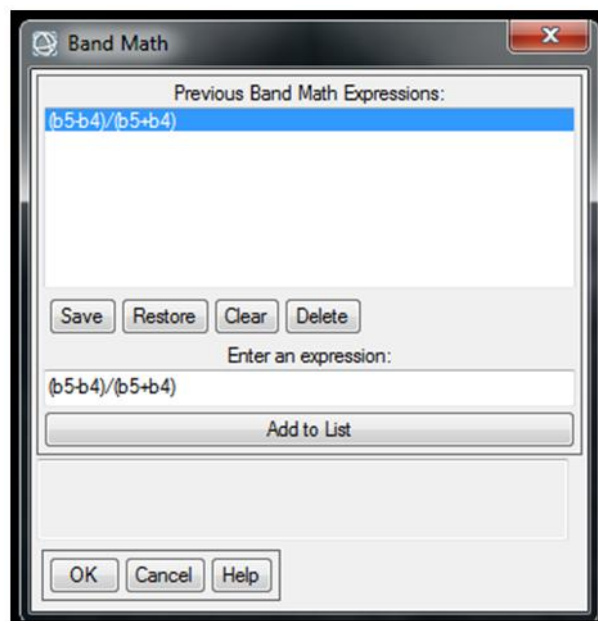 Band Math
Previous Band Math Expressions:
(b5-b4)/(b5+b4)
Save Restore Clear Delete
Enter an expression:
(b5-b4)/(b5+b4)
Add to List
OK Cancel Help